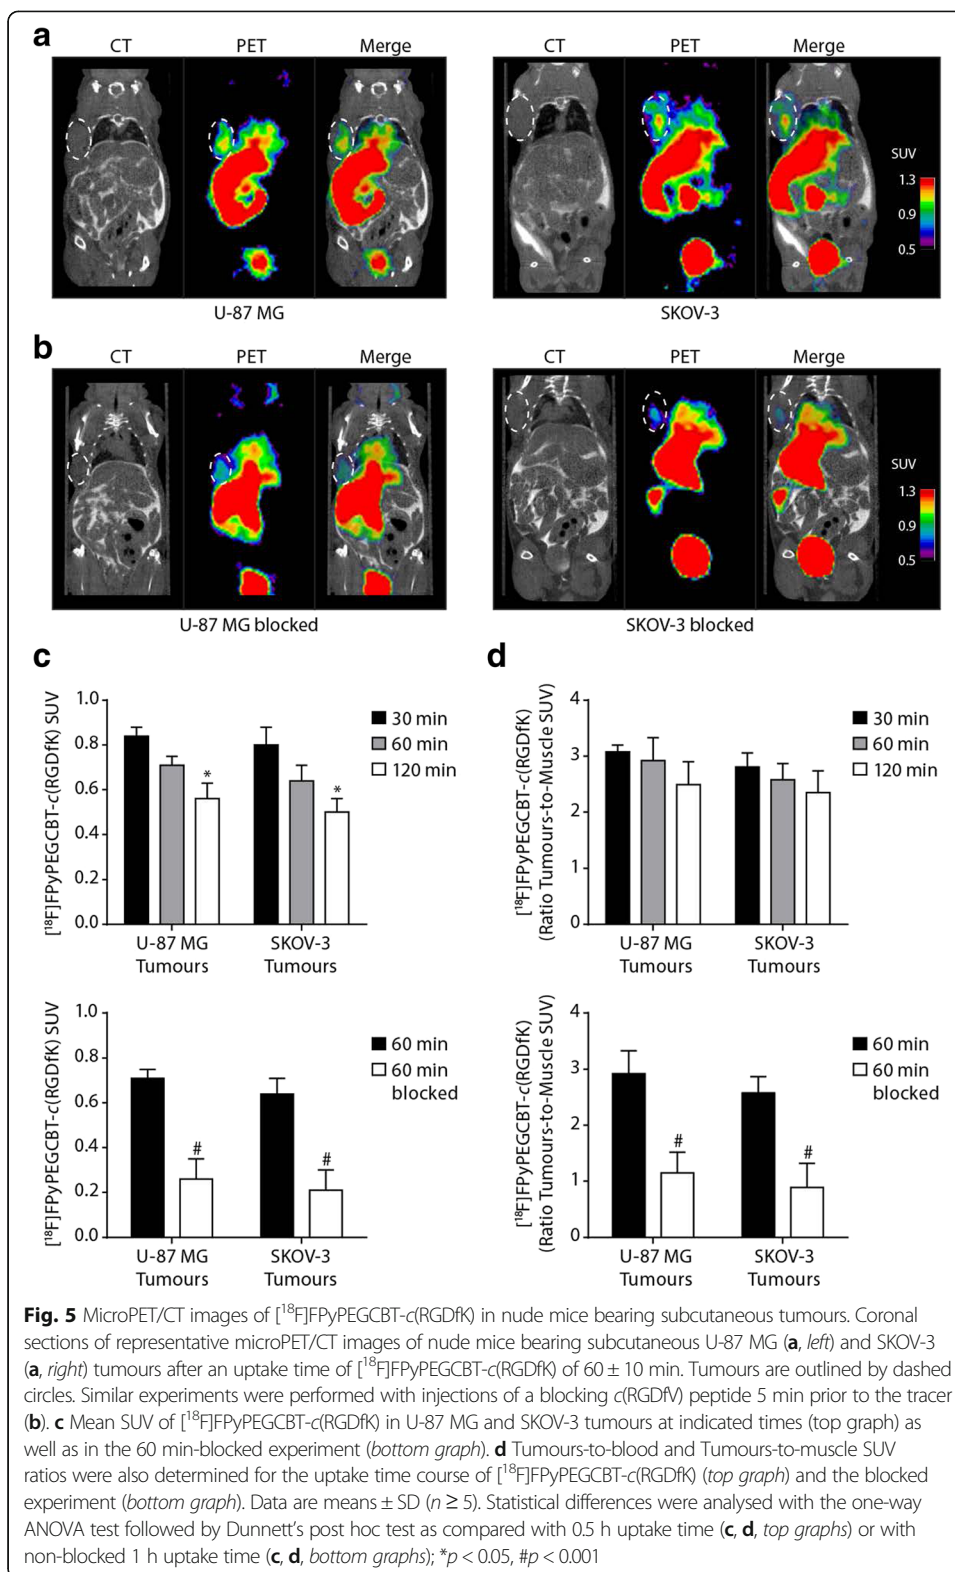 a
CT PET Merge CT PET Merge
SUV
1.3
0.9
0.5
U-87 MG SKOV-3
b
CT PET Merge CT PET Merge
SUV
1.3
0.9
0.5
U-87 MG blocked SKOV-3 blocked
c
[¹⁸F]FPyPEGCBT-c(RGDfK) SUV
1.0
0.8
0.6
0.4
0.2
0.0
* *
30 min
60 min
120 min
U-87 MG SKOV-3
Tumours Tumours
d
[¹⁸F]FPyPEGCBT-c(RGDfK)
(Ratio Tumours-to-Muscle SUV)
4
3
2
1
0
30 min
60 min
120 min
U-87 MG SKOV-3
Tumours Tumours
[¹⁸F]FPyPEGCBT-c(RGDfK) SUV
1.0
0.8
0.6
0.4
0.2
0.0
# #
60 min
60 min
blocked
U-87 MG SKOV-3
Tumours Tumours
[¹⁸F]FPyPEGCBT-c(RGDfK)
(Ratio Tumours-to-Muscle SUV)
4
3
2
1
0
# #
60 min
60 min
blocked
U-87 MG SKOV-3
Tumours Tumours
Fig. 5 MicroPET/CT images of [¹⁸F]FPyPEGCBT-c(RGDfK) in nude mice bearing subcutaneous tumours. Coronal
sections of representative microPET/CT images of nude mice bearing subcutaneous U-87 MG (a, left) and SKOV-3
(a, right) tumours after an uptake time of [¹⁸F]FPyPEGCBT-c(RGDfK) of 60 ± 10 min. Tumours are outlined by dashed
circles. Similar experiments were performed with injections of a blocking c(RGDfV) peptide 5 min prior to the tracer
(b). c Mean SUV of [¹⁸F]FPyPEGCBT-c(RGDfK) in U-87 MG and SKOV-3 tumours at indicated times (top graph) as
well as in the 60 min-blocked experiment (bottom graph). d Tumours-to-blood and Tumours-to-muscle SUV
ratios were also determined for the uptake time course of [¹⁸F]FPyPEGCBT-c(RGDfK) (top graph) and the blocked
experiment (bottom graph). Data are means ± SD (n ≥ 5). Statistical differences were analysed with the one-way
ANOVA test followed by Dunnett's post hoc test as compared with 0.5 h uptake time (c, d, top graphs) or with
non-blocked 1 h uptake time (c, d, bottom graphs); *p < 0.05, #p < 0.001